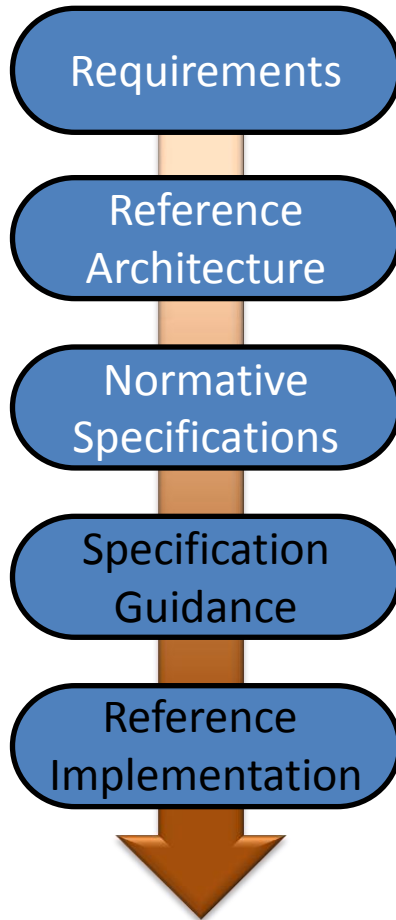 Requirements
Reference
Architecture
Normative
Specifications
Specification
Guidance
Reference
Implementation